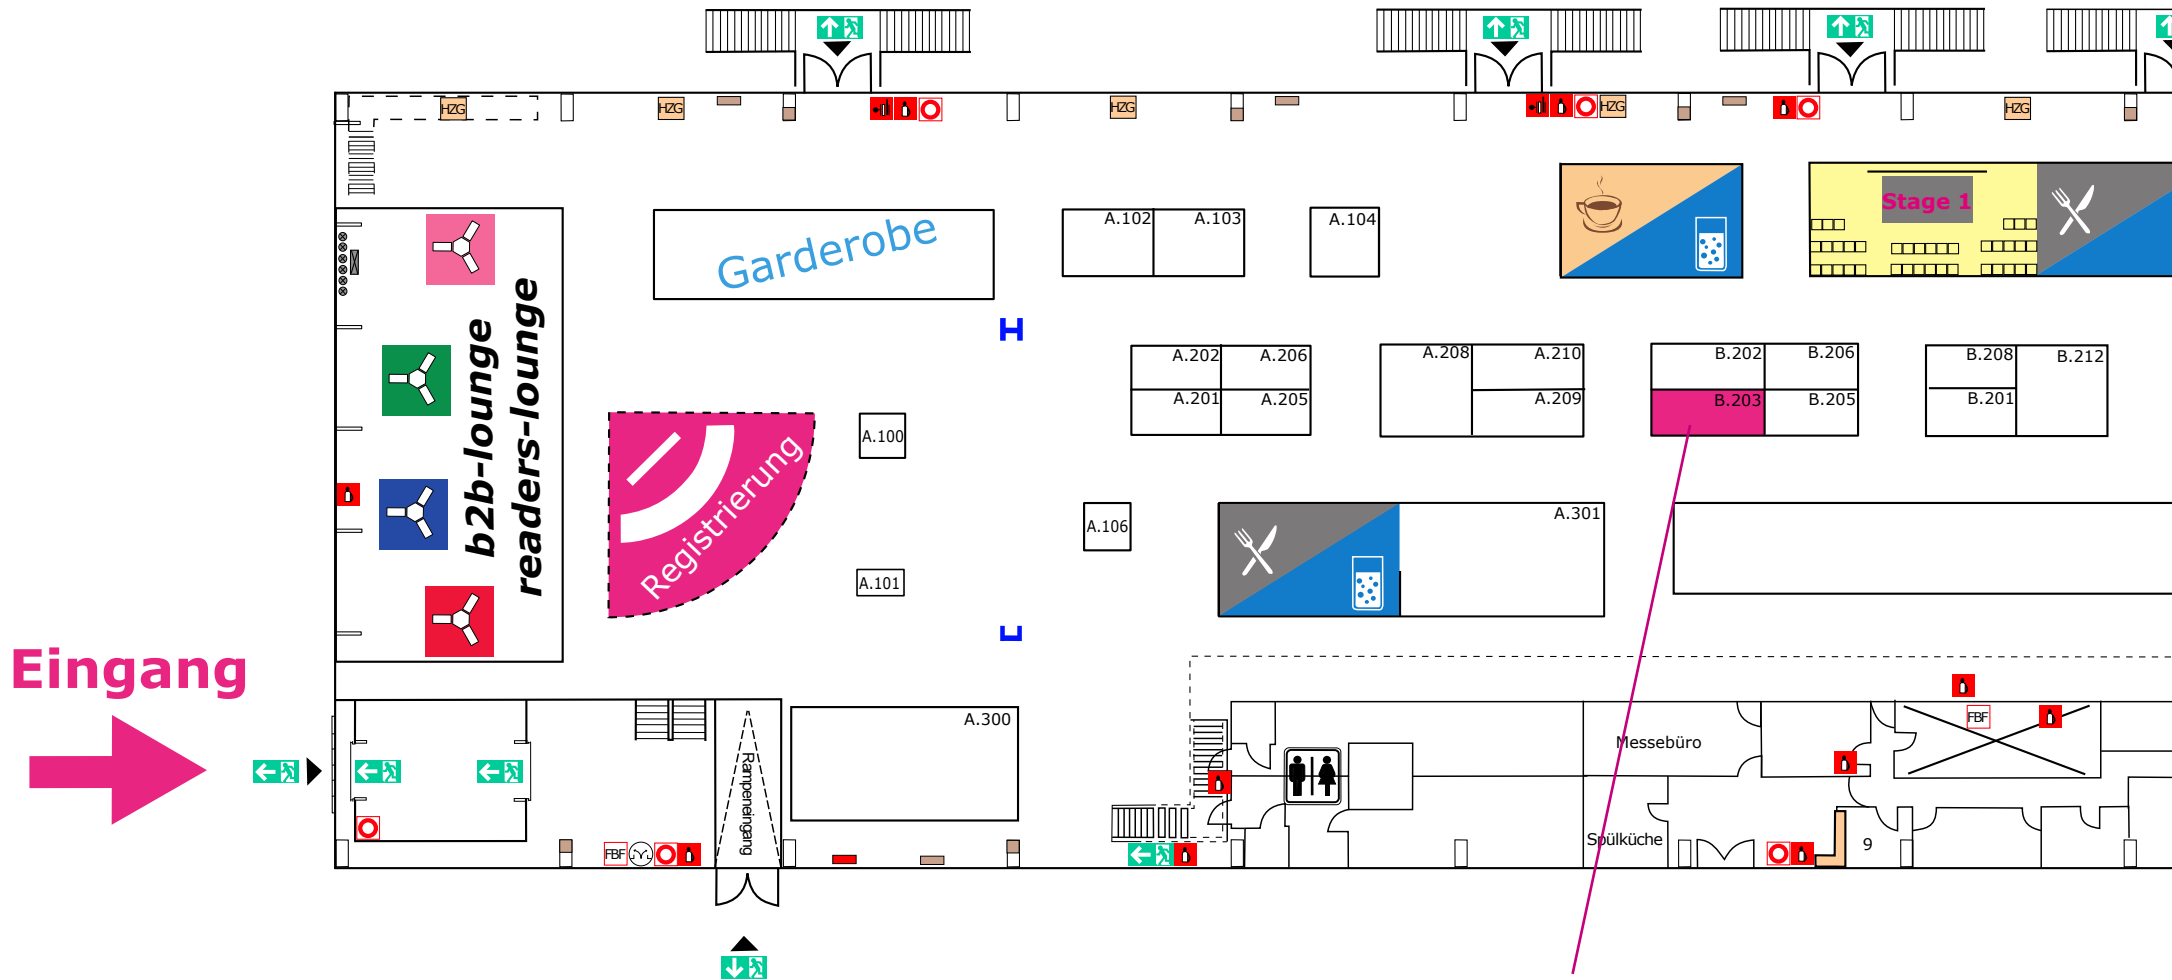 HZG
HZG
HZG
HZG
HZG
Garderobe
A.102
A.103
A.104
Stage 1
b2b-lounge
readers-lounge
A.202
A.206
A.201
A.205
A.208
A.210
A.209
B.202
B.206
B.203
B.205
B.208
B.212
B.201
Registrierung
A.100
A.101
A.106
A.301
Eingang
A.300
Rampeneingang
Messebüro
FBF
Spülküche
9
FBF